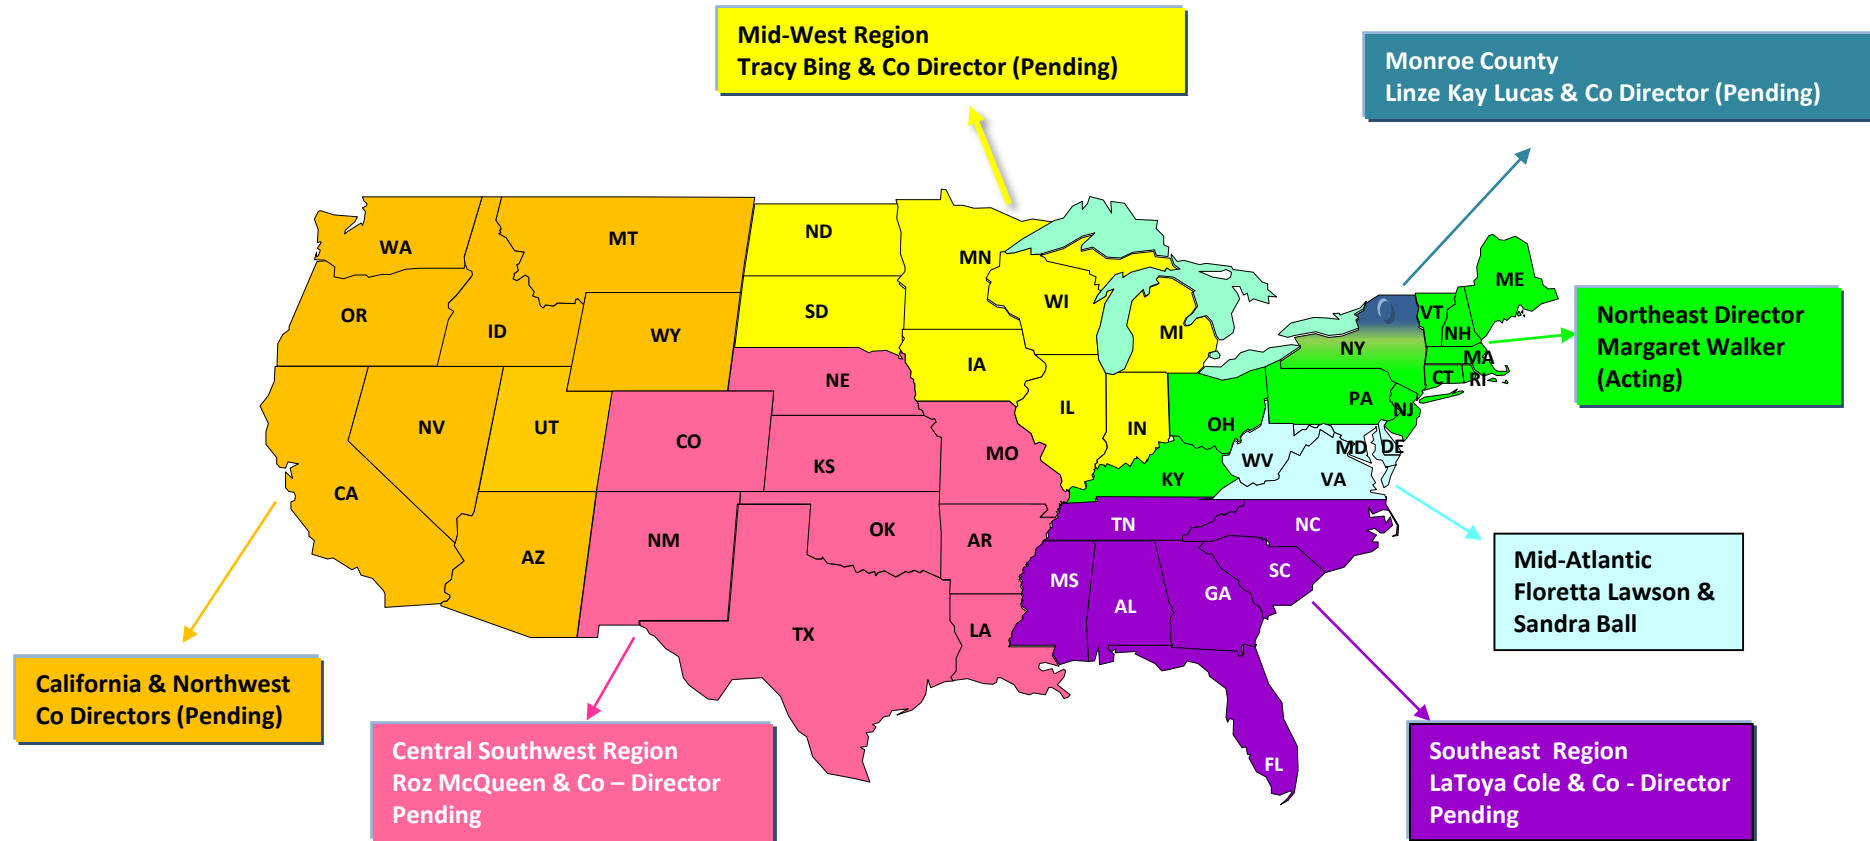 Mid-West Region
Tracy Bing & Co Director (Pending)
Monroe County
Linze Kay Lucas & Co Director (Pending)
WA
MT
ND
MN
ME
OR
ID
WY
SD
WI
MI
VT
NH
NY
MA
CT
RI
Northeast Director
Margaret Walker
(Acting)
NE
IA
IL
IN
OH
PA
NJ
NV
UT
CO
KS
MO
WV
MD
DE
KY
VA
CA
AZ
NM
OK
AR
TN
NC
MS
AL
GA
SC
TX
LA
FL
Mid-Atlantic
Floretta Lawson &
Sandra Ball
California & Northwest
Co Directors (Pending)
Central Southwest Region
Roz McQueen & Co – Director
Pending
Southeast  Region
LaToya Cole & Co - Director
Pending